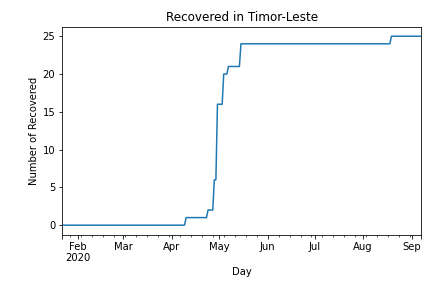 Recovered in Timor-Leste
Number of Recovered
25
20
15
10
5
0
Feb Mar Apr May Jun Jul Aug Sep
2020
Day